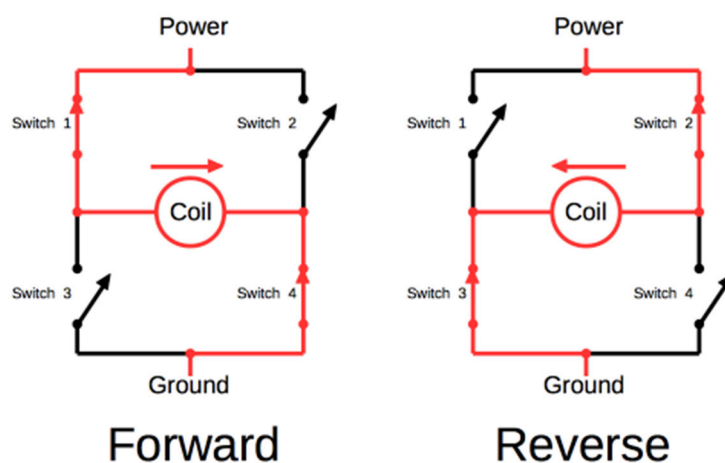 Power
Switch 1
Switch 2
Coil
Switch 3
Switch 4
Ground
Forward
Power
Switch 1
Switch 2
Coil
Switch 3
Switch 4
Ground
Reverse